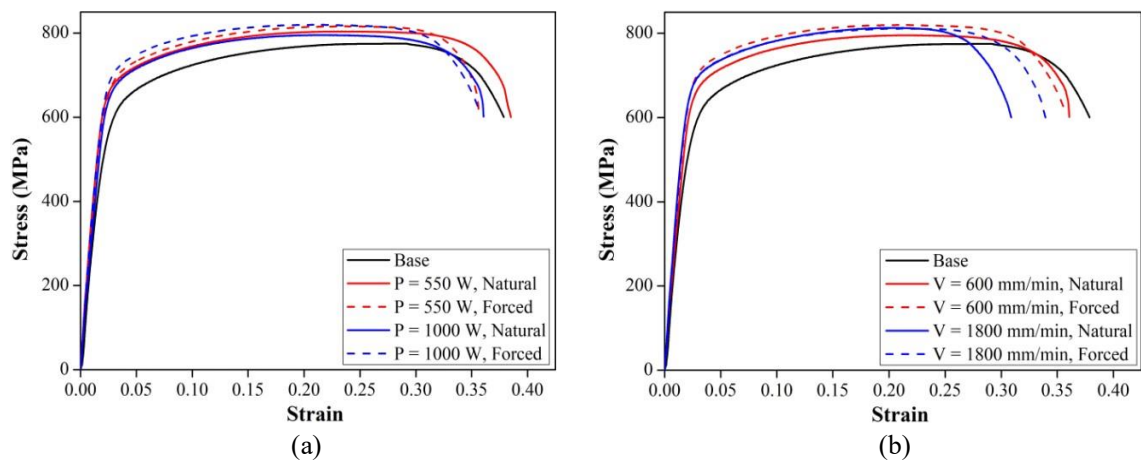 800
600
400
200
0
Stress (MPa)
Base
P = 550 W, Natural
P = 550 W, Forced
P = 1000 W, Natural
P = 1000 W, Forced
0.00 0.05 0.10 0.15 0.20 0.25 0.30 0.35 0.40
Strain
(a)
800
600
400
200
0
Stress (MPa)
Base
V = 600 mm/min, Natural
V = 600 mm/min, Forced
V = 1800 mm/min, Natural
V = 1800 mm/min, Forced
0.00 0.05 0.10 0.15 0.20 0.25 0.30 0.35 0.40
Strain
(b)